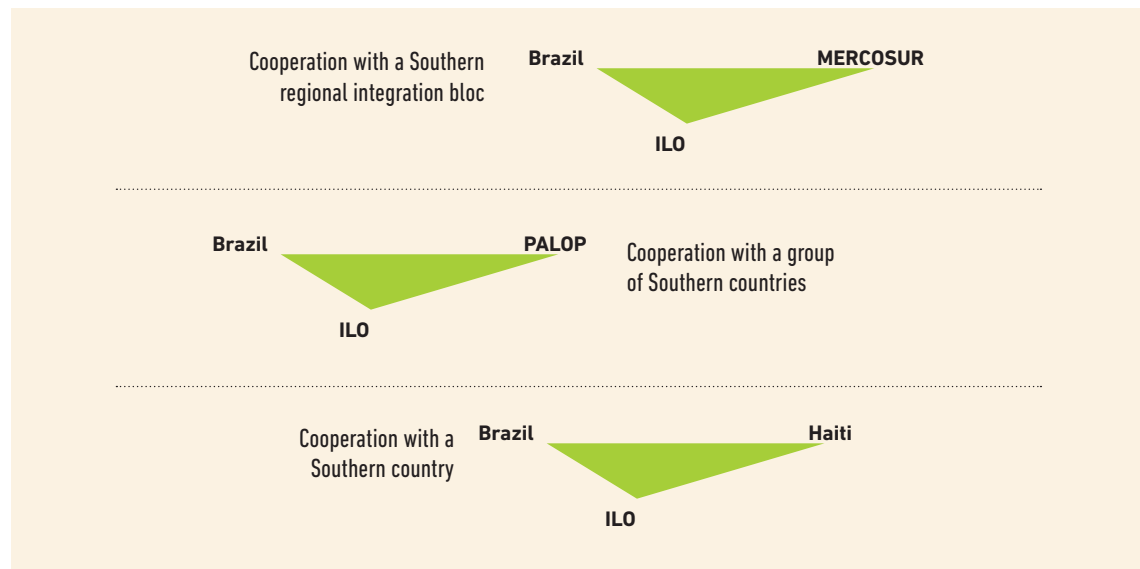 Cooperation with a Southern
regional integration bloc
Brazil
MERCOSUR
ILO
Brazil
PALOP
Cooperation with a group
of Southern countries
ILO
Cooperation with a
Southern country
Brazil
Haiti
ILO